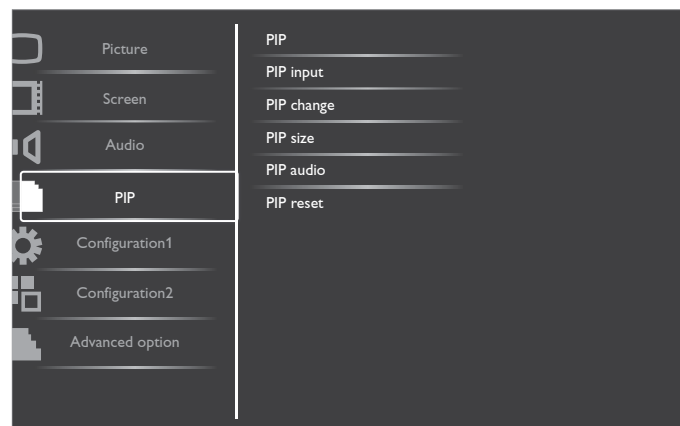 Picture
Screen
Audio
PIP
Configuration1
Configuration2
Advanced option
PIP
PIP input
PIP change
PIP size
PIP audio
PIP reset